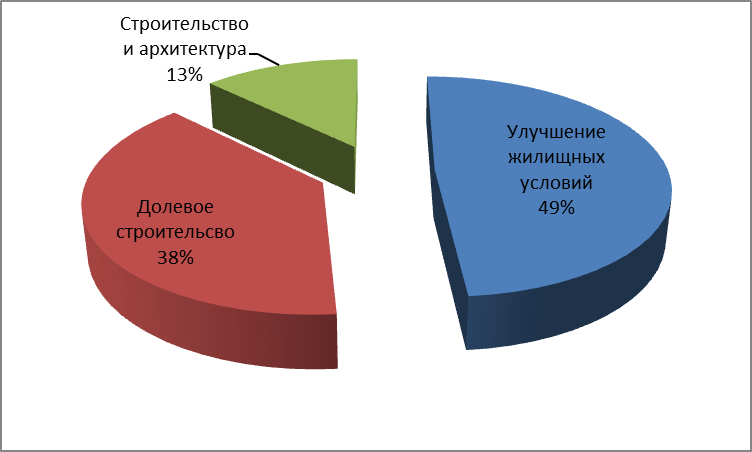 Строительство
и архитектура
13%
Улучшение
жилищных
условий
49%
Долевое
строительсво
38%